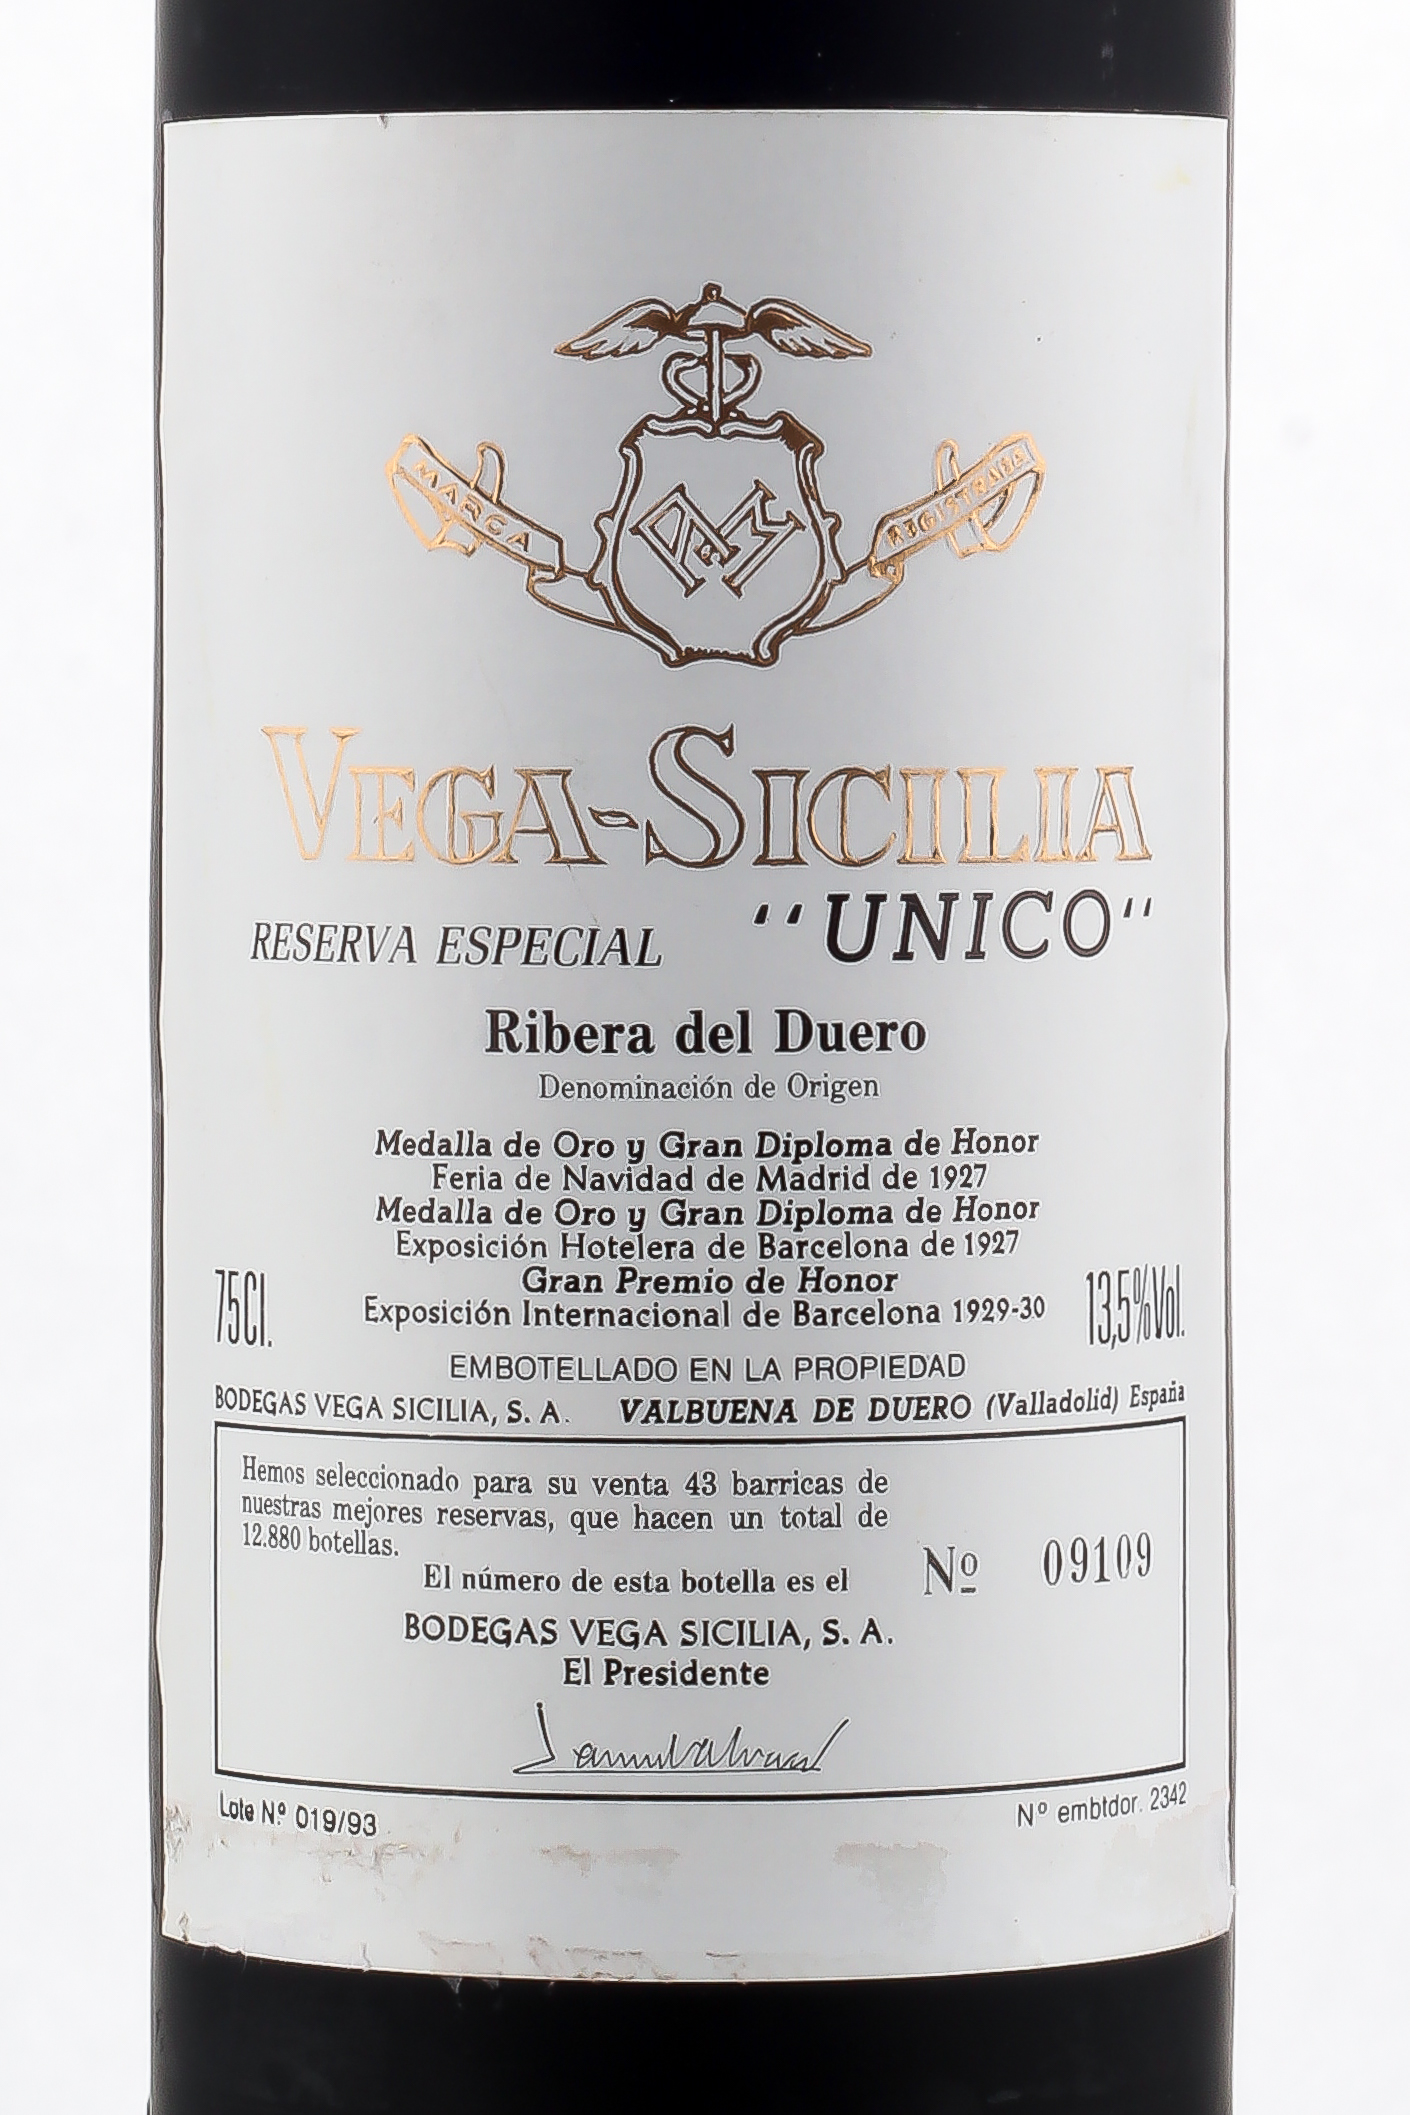 MARCA REGISTRADA
VEGA-SICILIA
RESERVA ESPECIAL "UNICO"
Ribera del Duero
Denominación de Origen
Medalla de Oro y Gran Diploma de Honor
Feria de Navidad de Madrid de 1927
Medalla de Oro y Gran Diploma de Honor
Exposición Hotelera de Barcelona de 1927
Gran Premio de Honor
Exposición Internacional de Barcelona 1929-30
75Cl. 13,5%Vol.
EMBOTELLADO EN LA PROPIEDAD
BODEGAS VEGA SICILIA, S. A. VALBUENA DE DUERO (Valladolid) España
Hemos seleccionado para su venta 43 barricas de
nuestras mejores reservas, que hacen un total de
12.880 botellas.
El número de esta botella es el Nº 09109
BODEGAS VEGA SICILIA, S. A.
El Presidente
Lote Nº 019/93 Nº embtdor. 2342